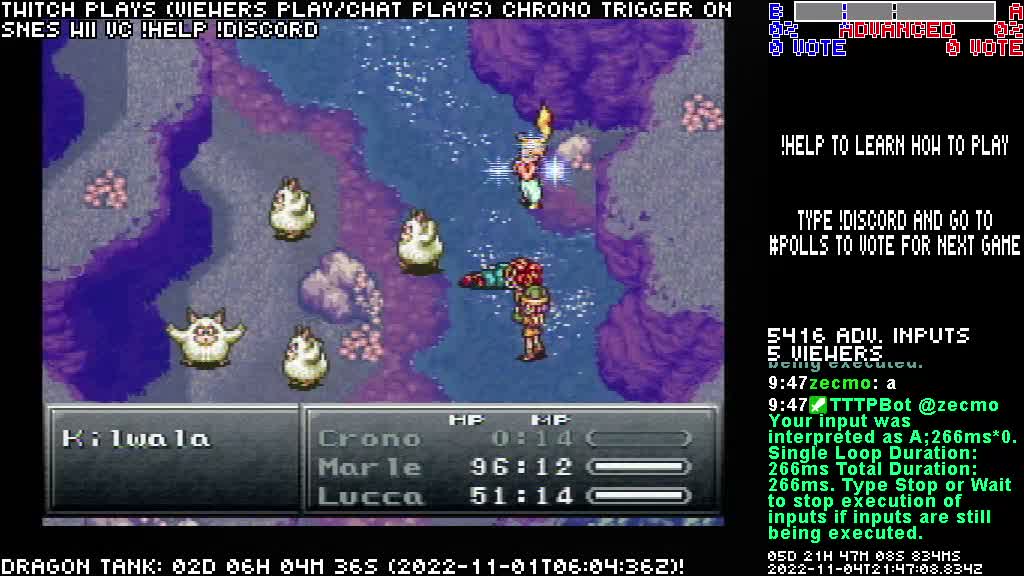 TWITCH PLAYS (VIEWERS PLAY/CHAT PLAYS) CHRONO TRIGGER ON
SNES WII VC !HELP !DISCORD
B A
0% ADVANCED 0%
0 VOTE 0 VOTE
!HELP TO LEARN HOW TO PLAY
TYPE !DISCORD AND GO TO
#POLLS TO VOTE FOR NEXT GAME
5416 ADV. INPUTS
5 VIEWERS
being executed.
9:47 zecmo: a
9:47 TTTPBot @zecmo
Your input was
interpreted as A;266ms*0.
Single Loop Duration:
266ms Total Duration:
266ms. Type Stop or Wait
to stop execution of
inputs if inputs are still
being executed.
05D 21H 47M 08S 834MS
2022-11-04T21:47:08.834Z
HP MP
Kilwala
Crono 0:14
Marle 96:12
Lucca 51:14
DRAGON TANK: 02D 06H 04M 36S (2022-11-01T06:04:36Z)!